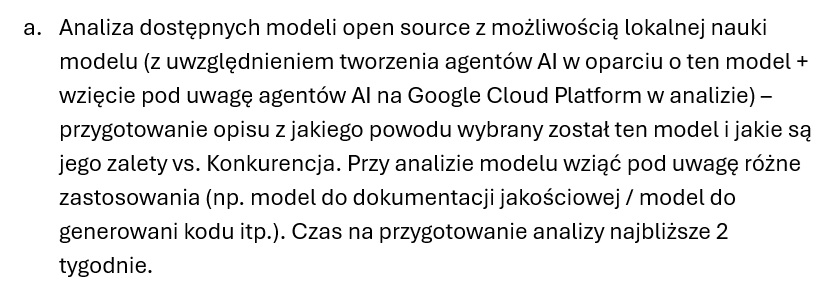 a. Analiza dostępnych modeli open source z możliwością lokalnej nauki
modelu (z uwzględnieniem tworzenia agentów AI w oparciu o ten model +
wzięcie pod uwagę agentów AI na Google Cloud Platform w analizie) –
przygotowanie opisu z jakiego powodu wybrany został ten model i jakie są
jego zalety vs. Konkurencja. Przy analizie modelu wziąć pod uwagę różne
zastosowania (np. model do dokumentacji jakościowej / model do
generowani kodu itp.). Czas na przygotowanie analizy najbliższe 2
tygodnie.